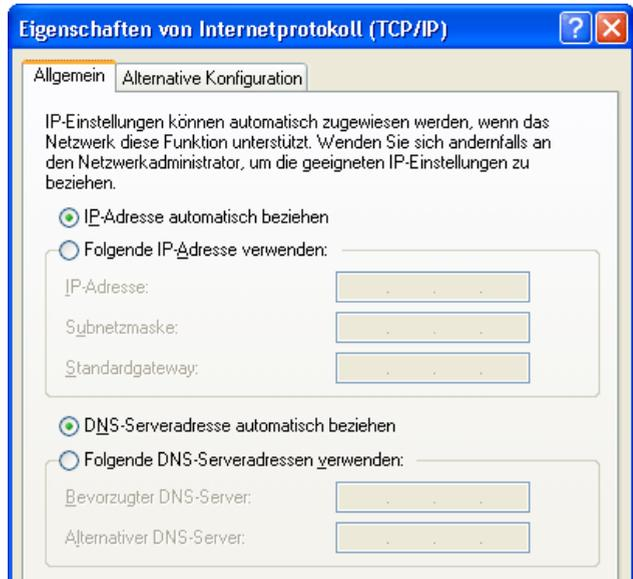 Eigenschaften von Internetprotokoll (TCP/IP)
Allgemein
Alternative Konfiguration
IP-Einstellungen können automatisch zugewiesen werden, wenn das
Netzwerk diese Funktion unterstützt. Wenden Sie sich andernfalls an
den Netzwerkadministrator, um die geeigneten IP-Einstellungen zu
beziehen.
IP-Adresse automatisch beziehen
Folgende IP-Adresse verwenden:
IP-Adresse:
Subnetzmaske:
Standardgateway:
DNS-Serveradresse automatisch beziehen
Folgende DNS-Serveradressen verwenden:
Bevorzugter DNS-Server:
Alternativer DNS-Server: